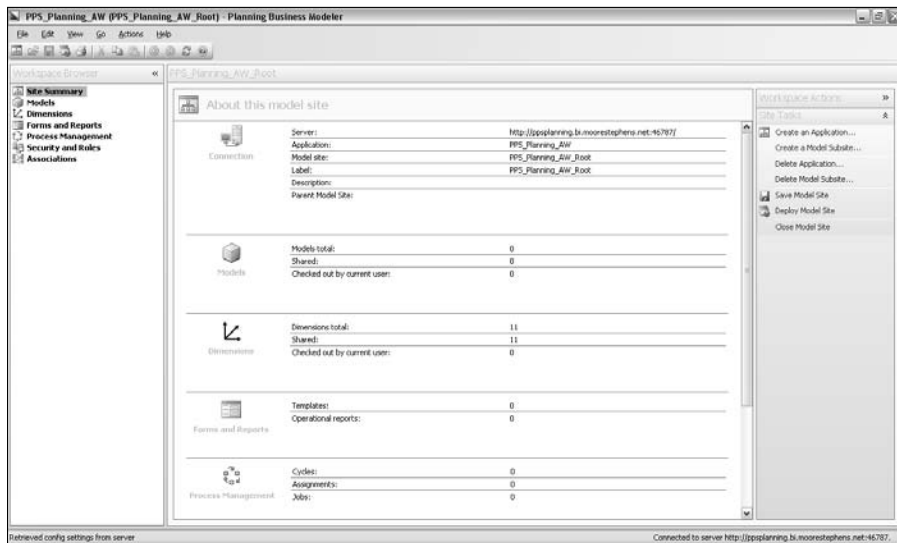 PPS_Planning_AW (PPS_Planning_AW_Root) - Planning Business Modeler
File Edit View Go Actions Help
Workspace Browser «
Site Summary
Models
Dimensions
Forms and Reports
Process Management
Security and Roles
Associations
PPS_Planning_AW_Root
About this model site
Connection
Server: http://ppsplanning.bi.moorestephens.net:46787/
Application: PPS_Planning_AW
Model site: PPS_Planning_AW_Root
Label: PPS_Planning_AW_Root
Description:
Parent Model Site:
Models
Models total: 0
Shared: 0
Checked out by current user: 0
Dimensions
Dimensions total: 11
Shared: 11
Checked out by current user: 0
Forms and Reports
Templates: 0
Operational reports: 0
Process Management
Cycles: 0
Assignments: 0
Jobs: 0
Workspace Actions »
Site Tasks
Create an Application...
Create a Model Subsite...
Delete Application...
Delete Model Subsite...
Save Model Site
Deploy Model Site
Close Model Site
Retrieved config settings from server
Connected to server http://ppsplanning.bi.moorestephens.net:46787.